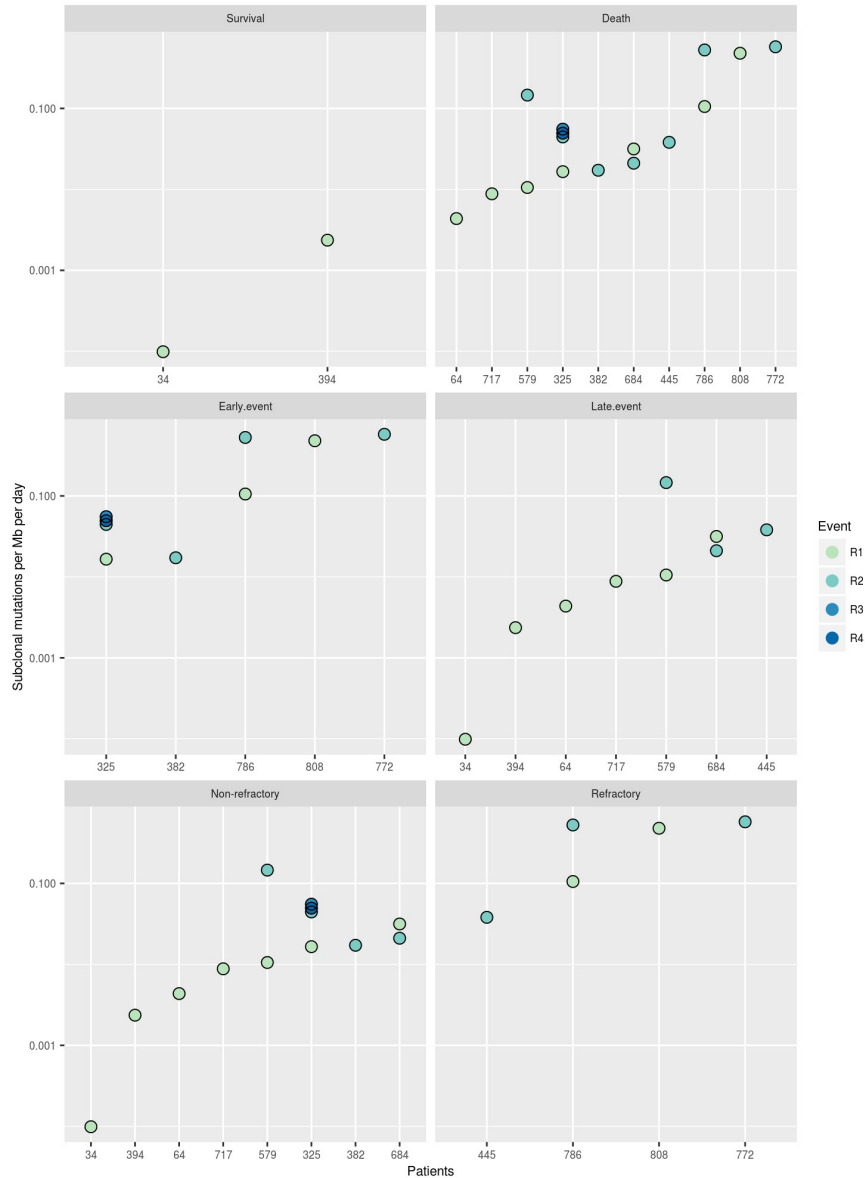 Survival
Death
0.100
0.001
34 394
64 717 579 325 382 684 445 786 808 772
Early.event
Late.event
Subclonal mutations per Mb per day
0.100
0.001
325 382 786 808 772
34 394 64 717 579 684 445
Event
R1
R2
R3
R4
Non-refractory
Refractory
0.100
0.001
34 394 64 717 579 325 382 684
445 786 808 772
Patients